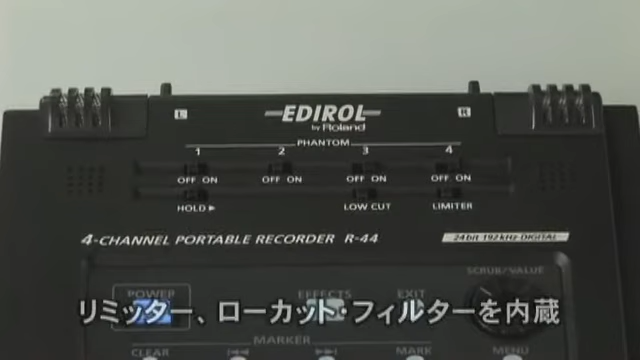 L EDIROL R
by Roland
PHANTOM
1 2 3 4
OFF ON OFF ON OFF ON OFF ON
HOLD ▶ LOW CUT LIMITER
4-CHANNEL PORTABLE RECORDER R-44 24bit 192kHz DIGITAL
SCRUB/VALUE
POWER EFFECTS EXIT
リミッター、ローカット・フィルターを内蔵
MARKER
CLEAR MARK MENU